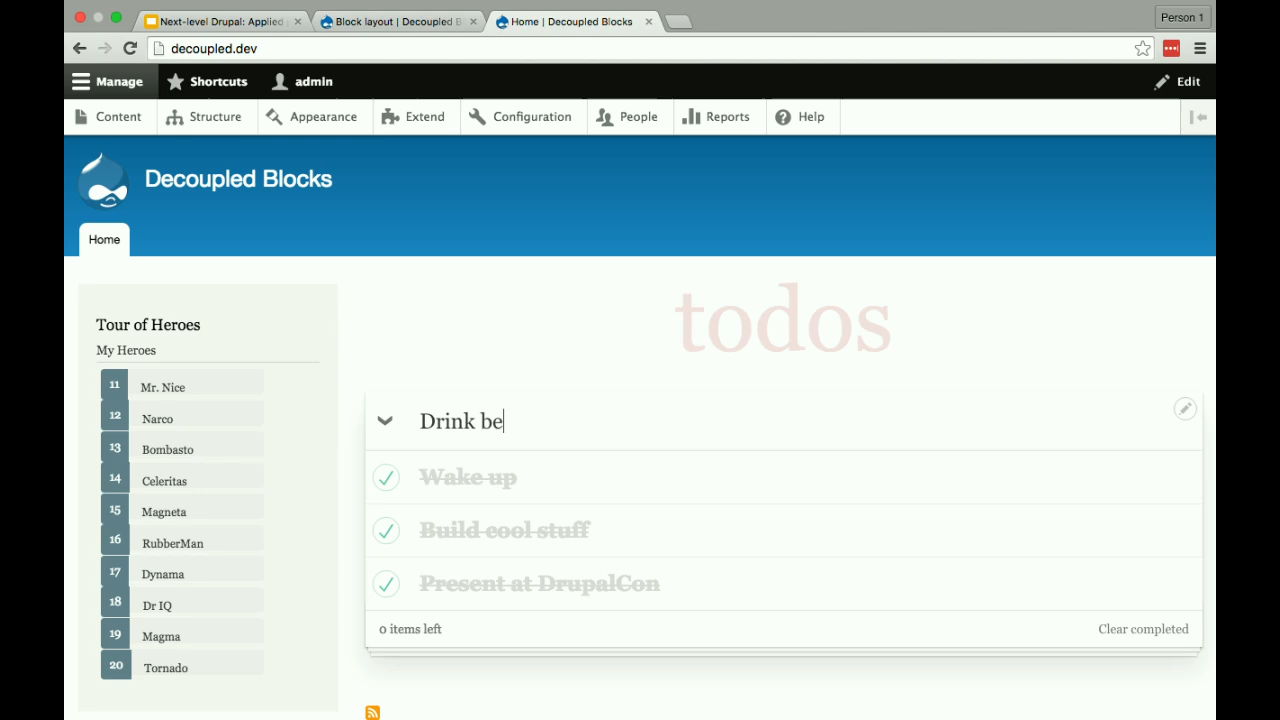 Next-level Drupal: Applied
Block layout | Decoupled B
Home | Decoupled Blocks
Person 1
decoupled.dev
Manage
Shortcuts
admin
Edit
Content
Structure
Appearance
Extend
Configuration
People
Reports
Help
Decoupled Blocks
Home
Tour of Heroes
My Heroes
11 Mr. Nice
12 Narco
13 Bombasto
14 Celeritas
15 Magneta
16 RubberMan
17 Dynama
18 Dr IQ
19 Magma
20 Tornado
todos
Drink be
Wake up
Build cool stuff
Present at DrupalCon
0 items left
Clear completed